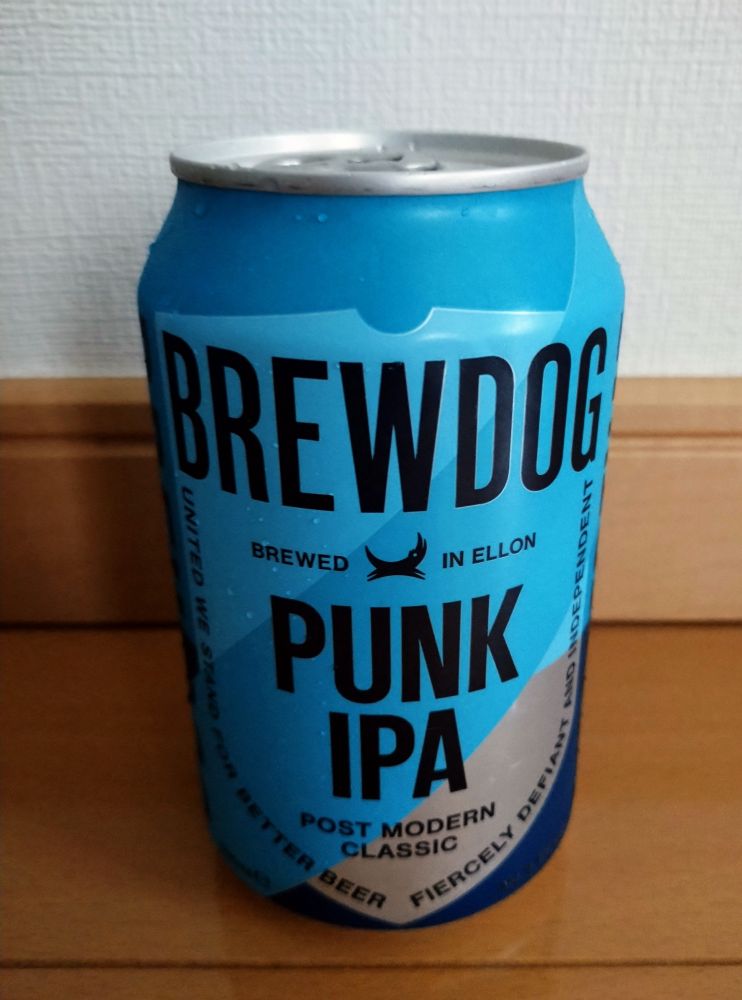 BREWDOG
BREWED IN ELLON
PUNK
IPA
POST MODERN
CLASSIC
UNITED WE STAND FOR BETTER BEER
FIERCELY DEFIANT AND INDEPENDENT